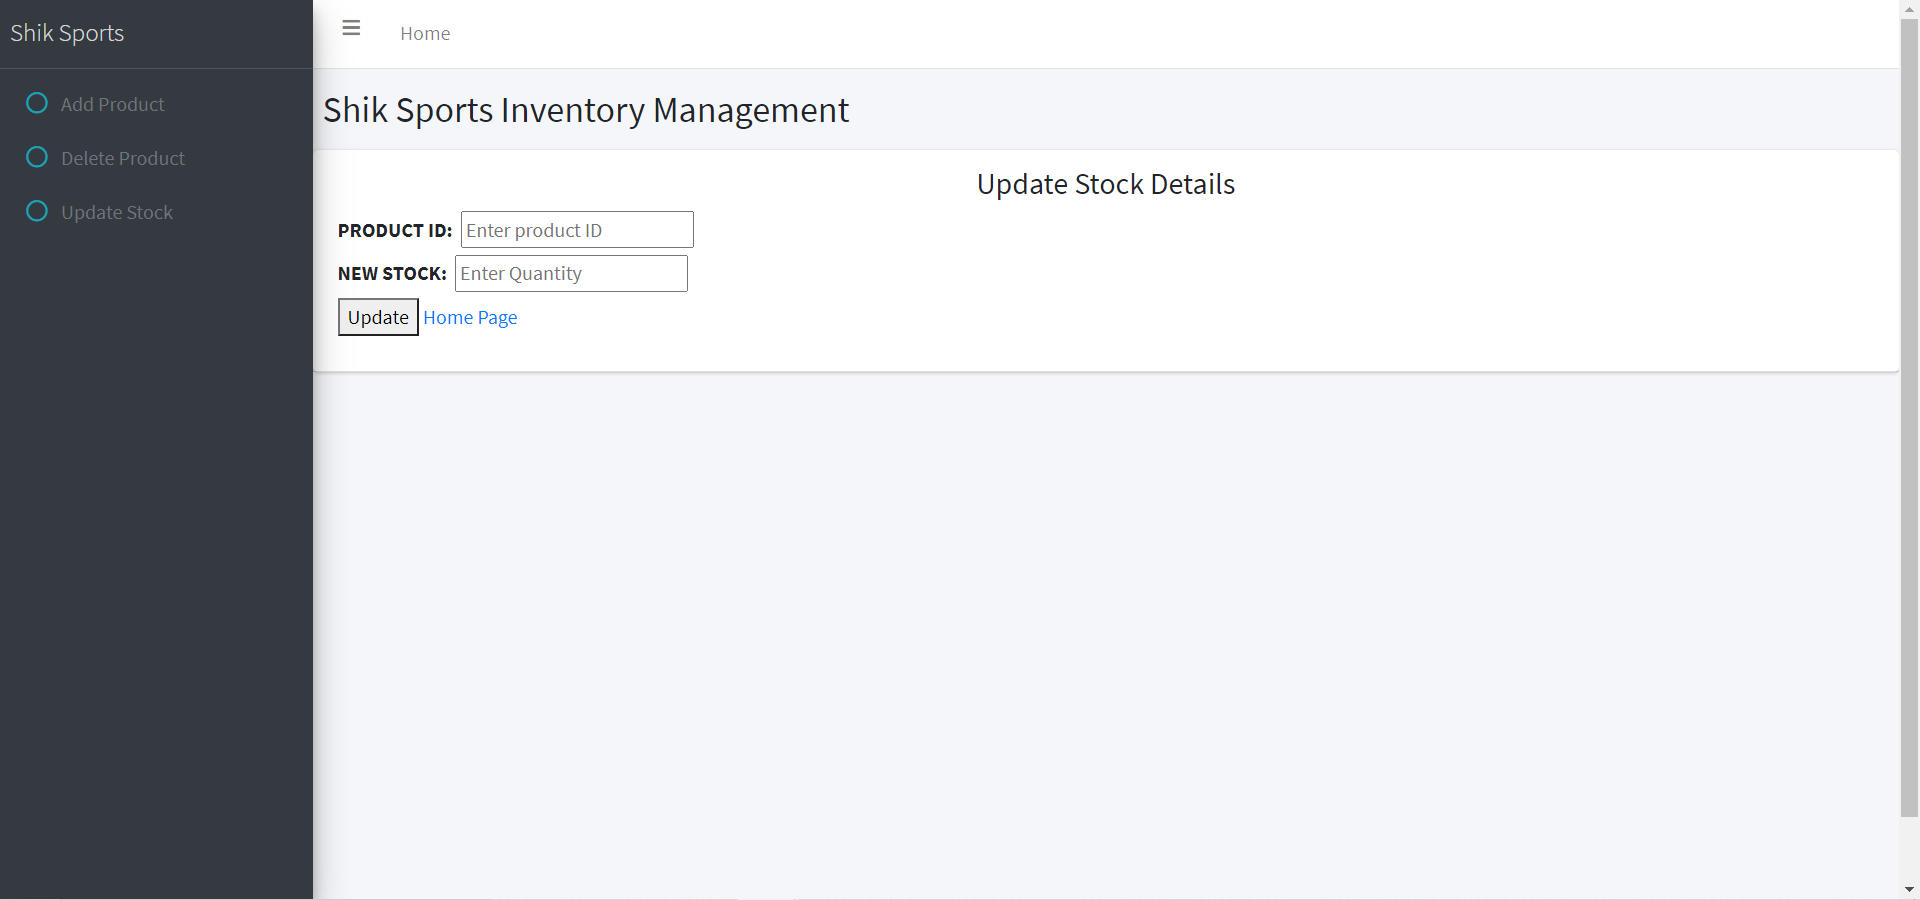 Shik Sports
Home
Add Product
Delete Product
Update Stock
Shik Sports Inventory Management
Update Stock Details
PRODUCT ID: Enter product ID
NEW STOCK: Enter Quantity
Update Home Page